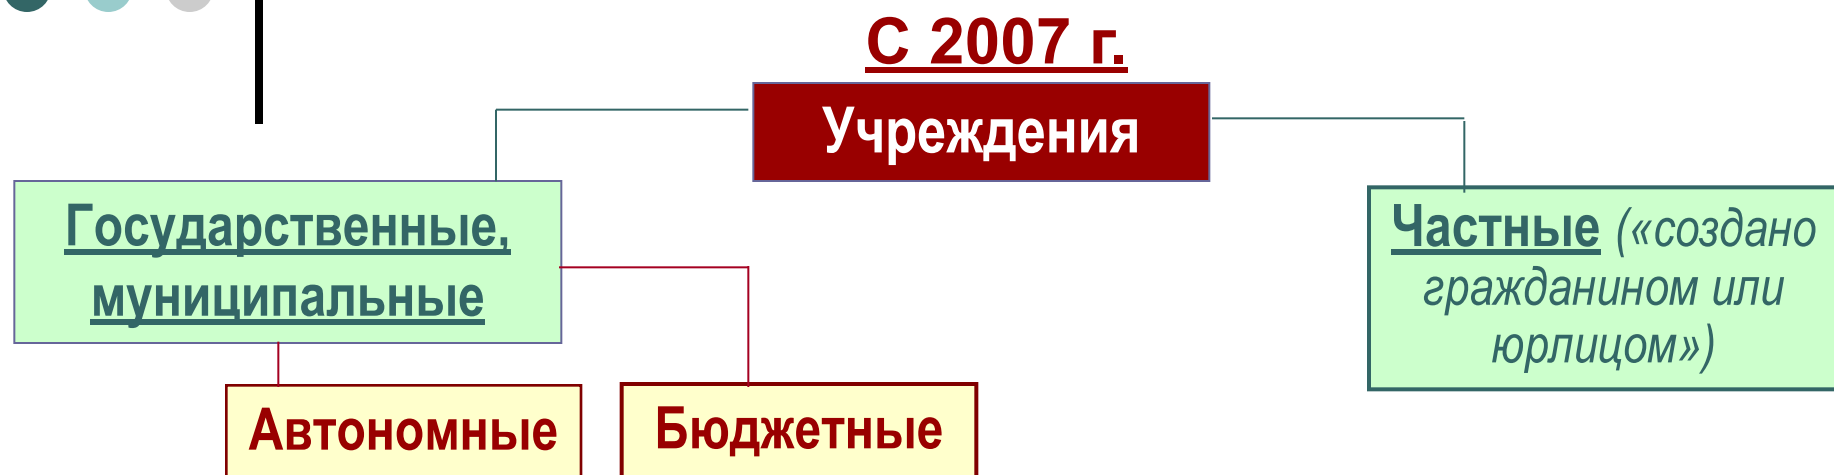 С 2007 г.
Учреждения
Государственные,
муниципальные
Частные («создано
гражданином или
юрлицом»)
Автономные
Бюджетные